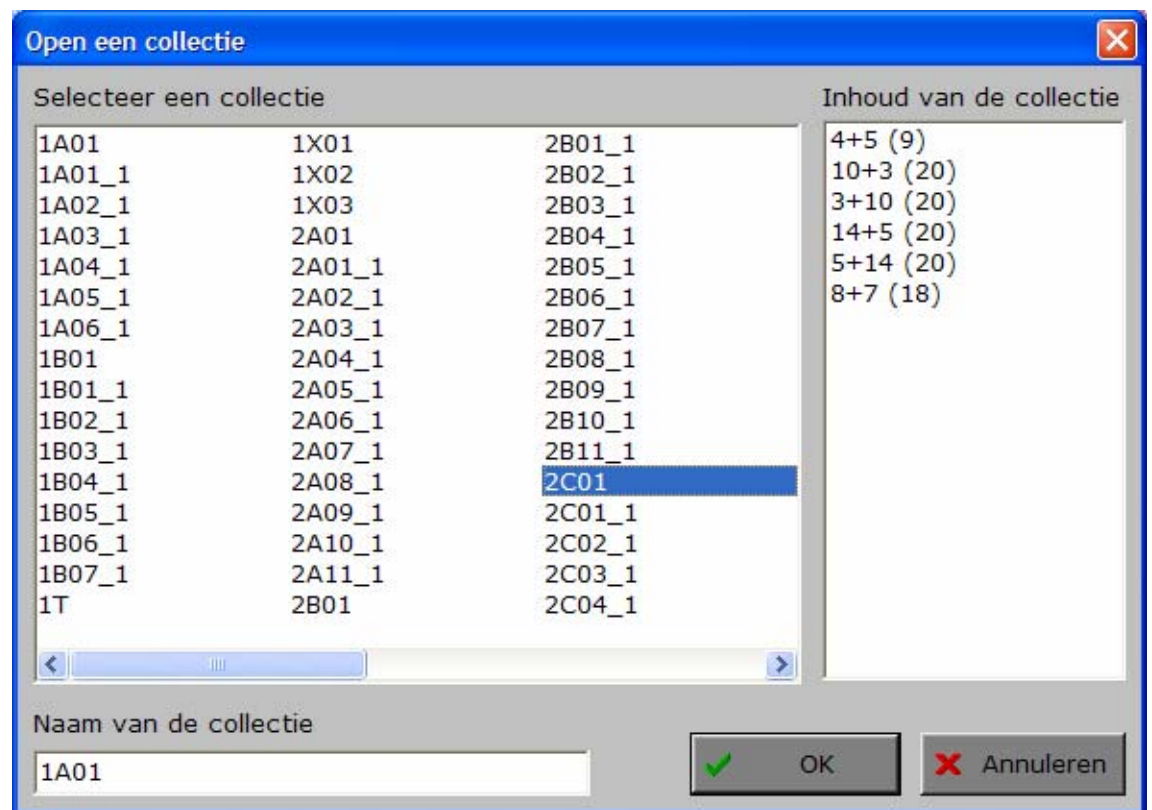 Open een collectie
Selecteer een collectie
1A01
1A01_1
1A02_1
1A03_1
1A04_1
1A05_1
1A06_1
1B01
1B01_1
1B02_1
1B03_1
1B04_1
1B05_1
1B06_1
1B07_1
1T
1X01
1X02
1X03
2A01
2A01_1
2A02_1
2A03_1
2A04_1
2A05_1
2A06_1
2A07_1
2A08_1
2A09_1
2A10_1
2A11_1
2B01
2B01_1
2B02_1
2B03_1
2B04_1
2B05_1
2B06_1
2B07_1
2B08_1
2B09_1
2B10_1
2B11_1
2C01
2C01_1
2C02_1
2C03_1
2C04_1
Inhoud van de collectie
4+5 (9)
10+3 (20)
3+10 (20)
14+5 (20)
5+14 (20)
8+7 (18)
Naam van de collectie
1A01
OK
Annuleren